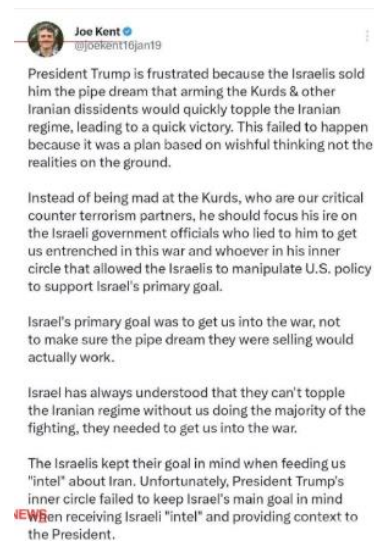 Joe Kent
@joekent16jan19
President Trump is frustrated because the Israelis sold
him the pipe dream that arming the Kurds & other
Iranian dissidents would quickly topple the Iranian
regime, leading to a quick victory. This failed to happen
because it was a plan based on wishful thinking not the
realities on the ground.
Instead of being mad at the Kurds, who are our critical
counter terrorism partners, he should focus his ire on
the Israeli government officials who lied to him to get
us entrenched in this war and whoever in his inner
circle that allowed the Israelis to manipulate U.S. policy
to support Israel's primary goal.
Israel's primary goal was to get us into the war, not
to make sure the pipe dream they were selling would
actually work.
Israel has always understood that they can't topple
the Iranian regime without us doing the majority of the
fighting, they needed to get us into the war.
The Israelis kept their goal in mind when feeding us
"intel" about Iran. Unfortunately, President Trump's
inner circle failed to keep Israel's main goal in mind
when receiving Israeli "intel" and providing context to
the President.
NEWS